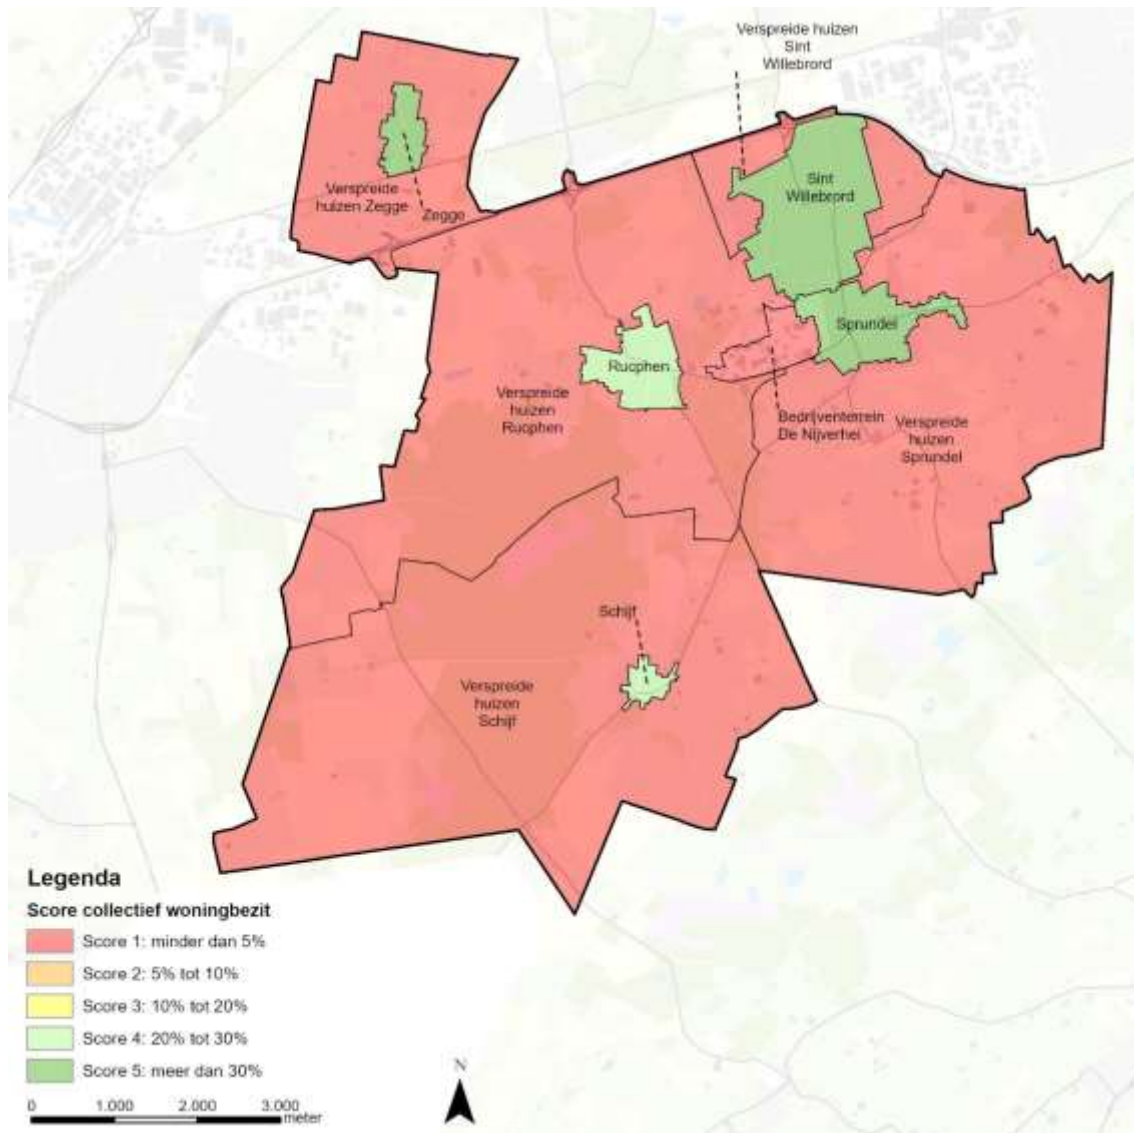 Verspreide huizen
Sint
Willebrord
Sint
Willebrord
Verspreide
huizen Zegge
Zegge
Sprundel
Rucphen
Verspreide
huizen
Rucphen
Bedrijventerrein
De Nijverhei
Verspreide
huizen
Sprundel
Schijf
Verspreide
huizen
Schijf
Legenda
Score collectief woningbezit
Score 1: minder dan 5%
Score 2: 5% tot 10%
Score 3: 10% tot 20%
Score 4: 20% tot 30%
Score 5: meer dan 30%
N
0 1.000 2.000 3.000
meter